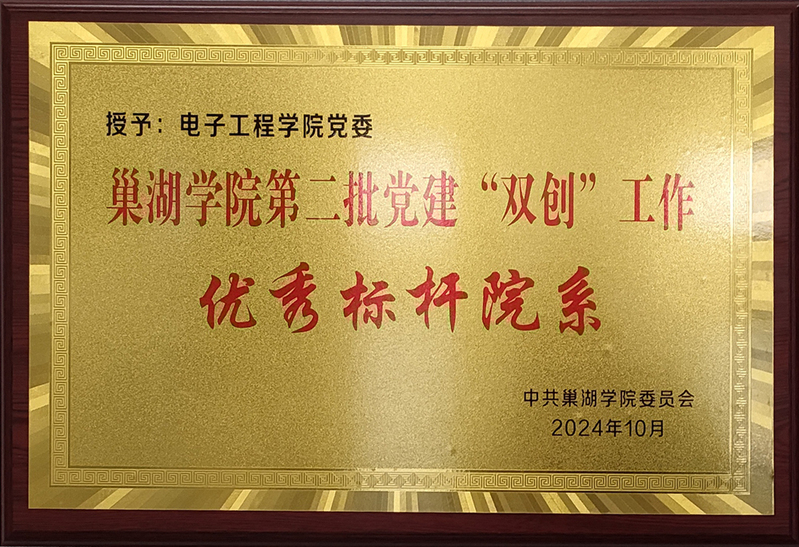 授予：电子工程学院党委
巢湖学院第二批党建“双创”工作
优秀标杆院系
中共巢湖学院委员会
2024年10月